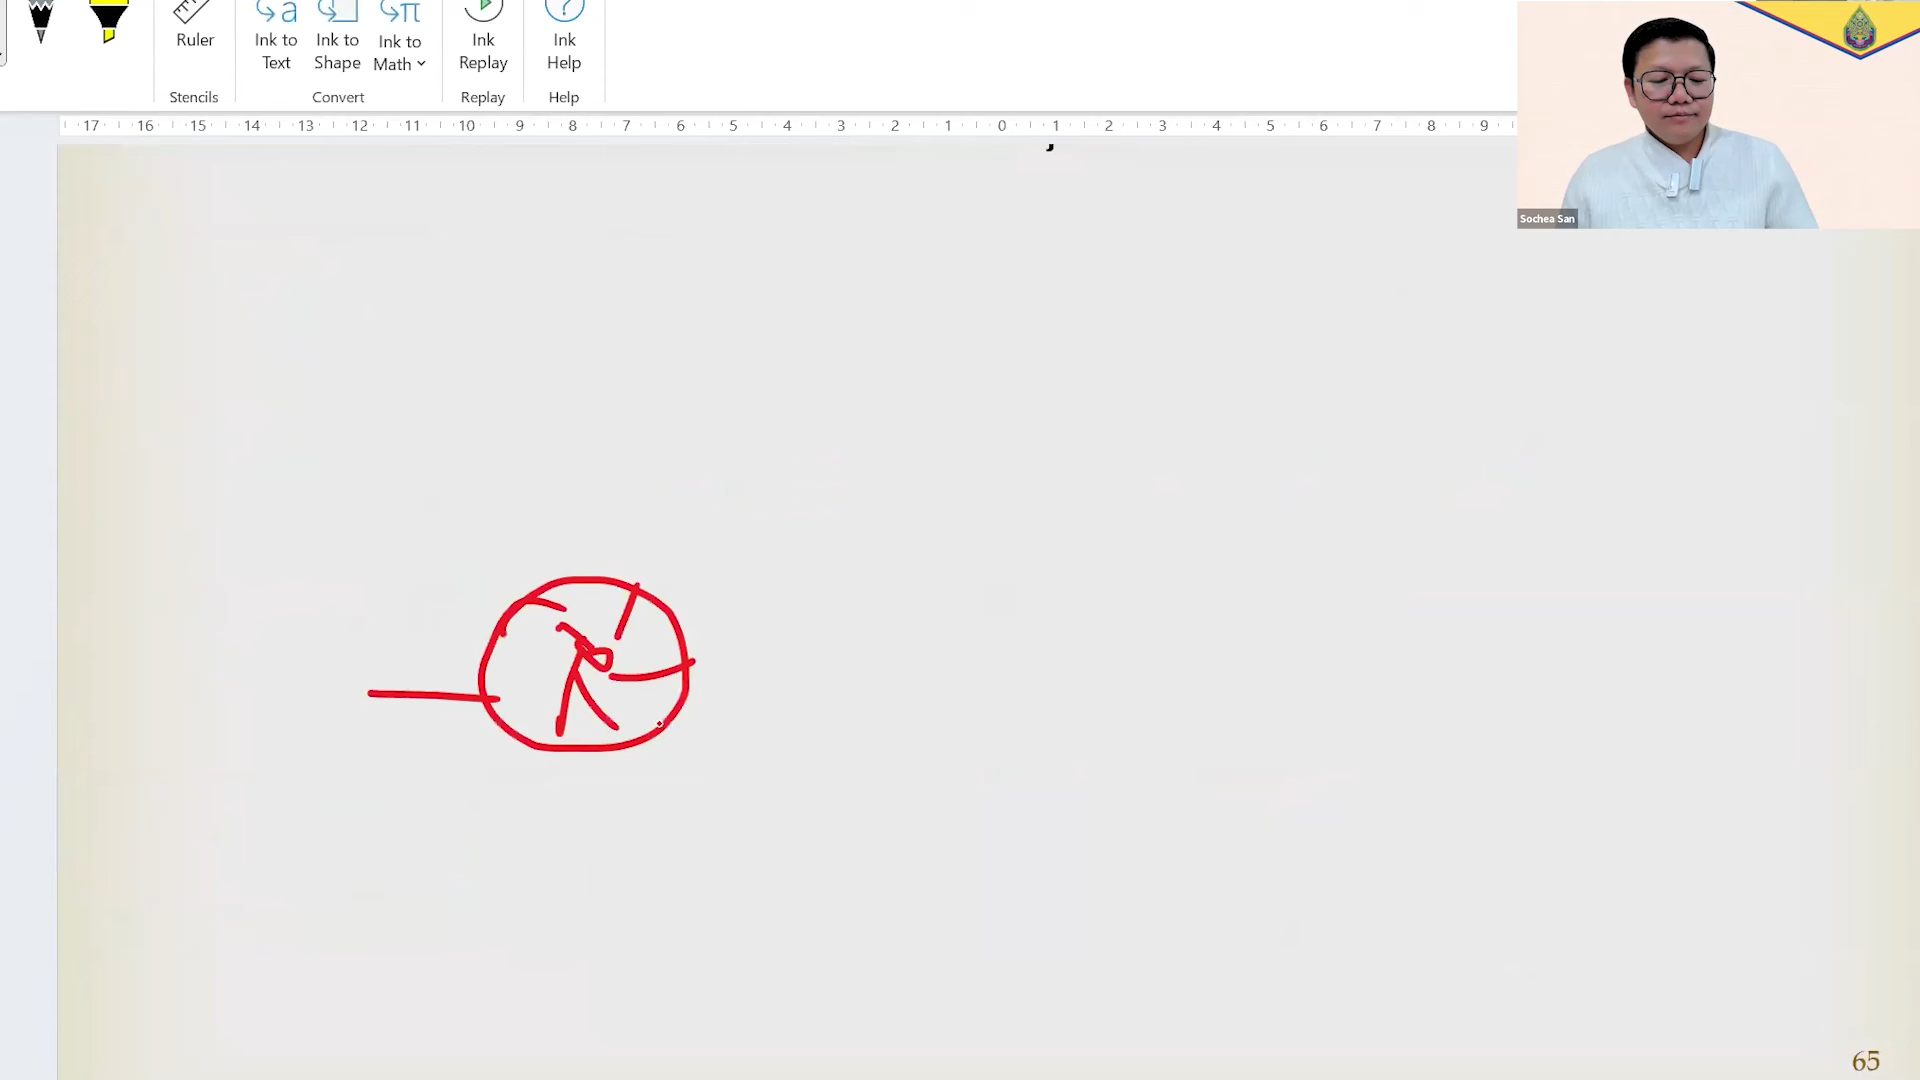 Ruler
Ink to Text
Ink to Shape
Ink to Math
Ink Replay
Ink Help
Stencils
Convert
Replay
Help
17 16 15 14 13 12 11 10 9 8 7 6 5 4 3 2 1 0 1 2 3 4 5 6 7 8 9
Sochea San
65